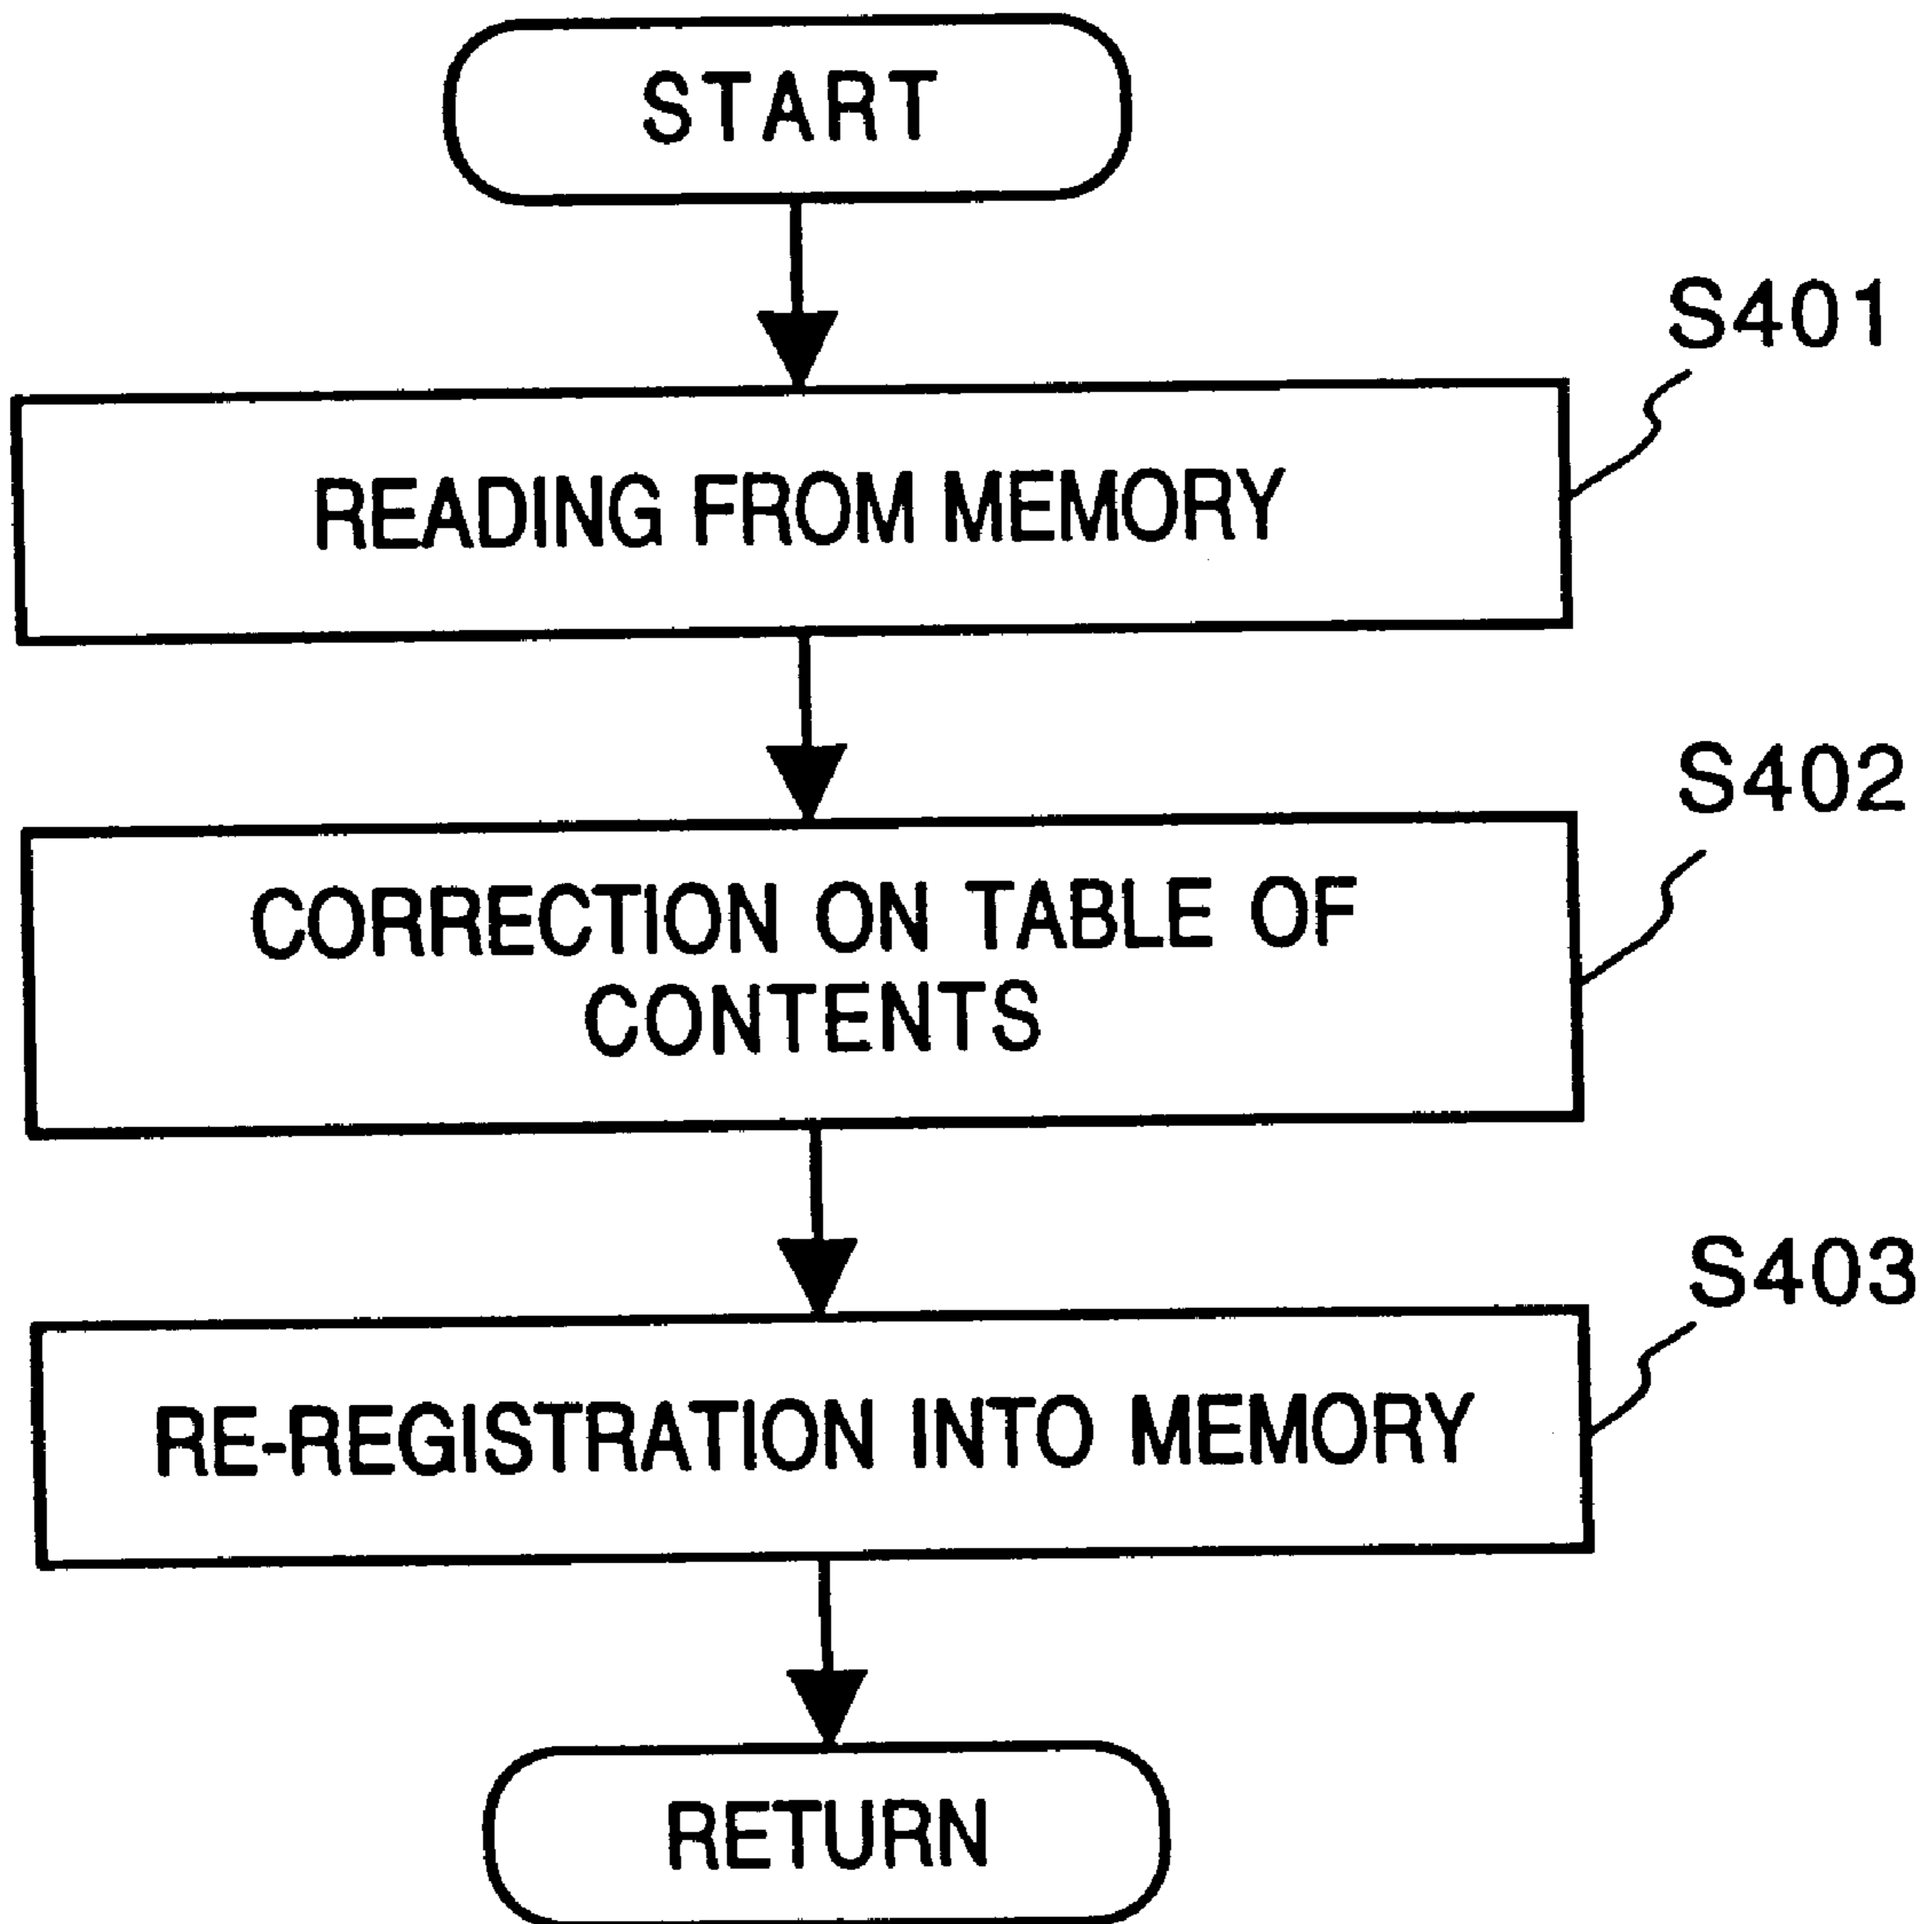 START
S401
READING FROM MEMORY
S402
CORRECTION ON TABLE OF
CONTENTS
S403
RE-REGISTRATION INTO MEMORY
RETURN